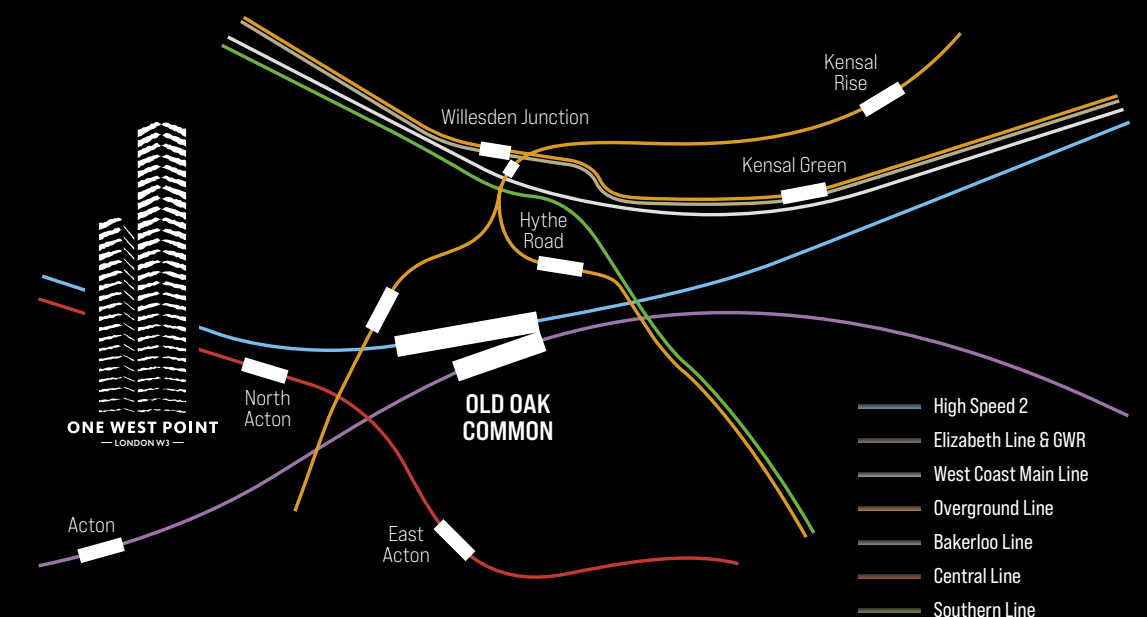 Kensal
Rise
Willesden Junction
Kensal Green
Hythe
Road
North
Acton
OLD OAK
COMMON
ONE WEST POINT
LONDON W3
Acton
East
Acton
High Speed 2
Elizabeth Line & GWR
West Coast Main Line
Overground Line
Bakerloo Line
Central Line
Southern Line